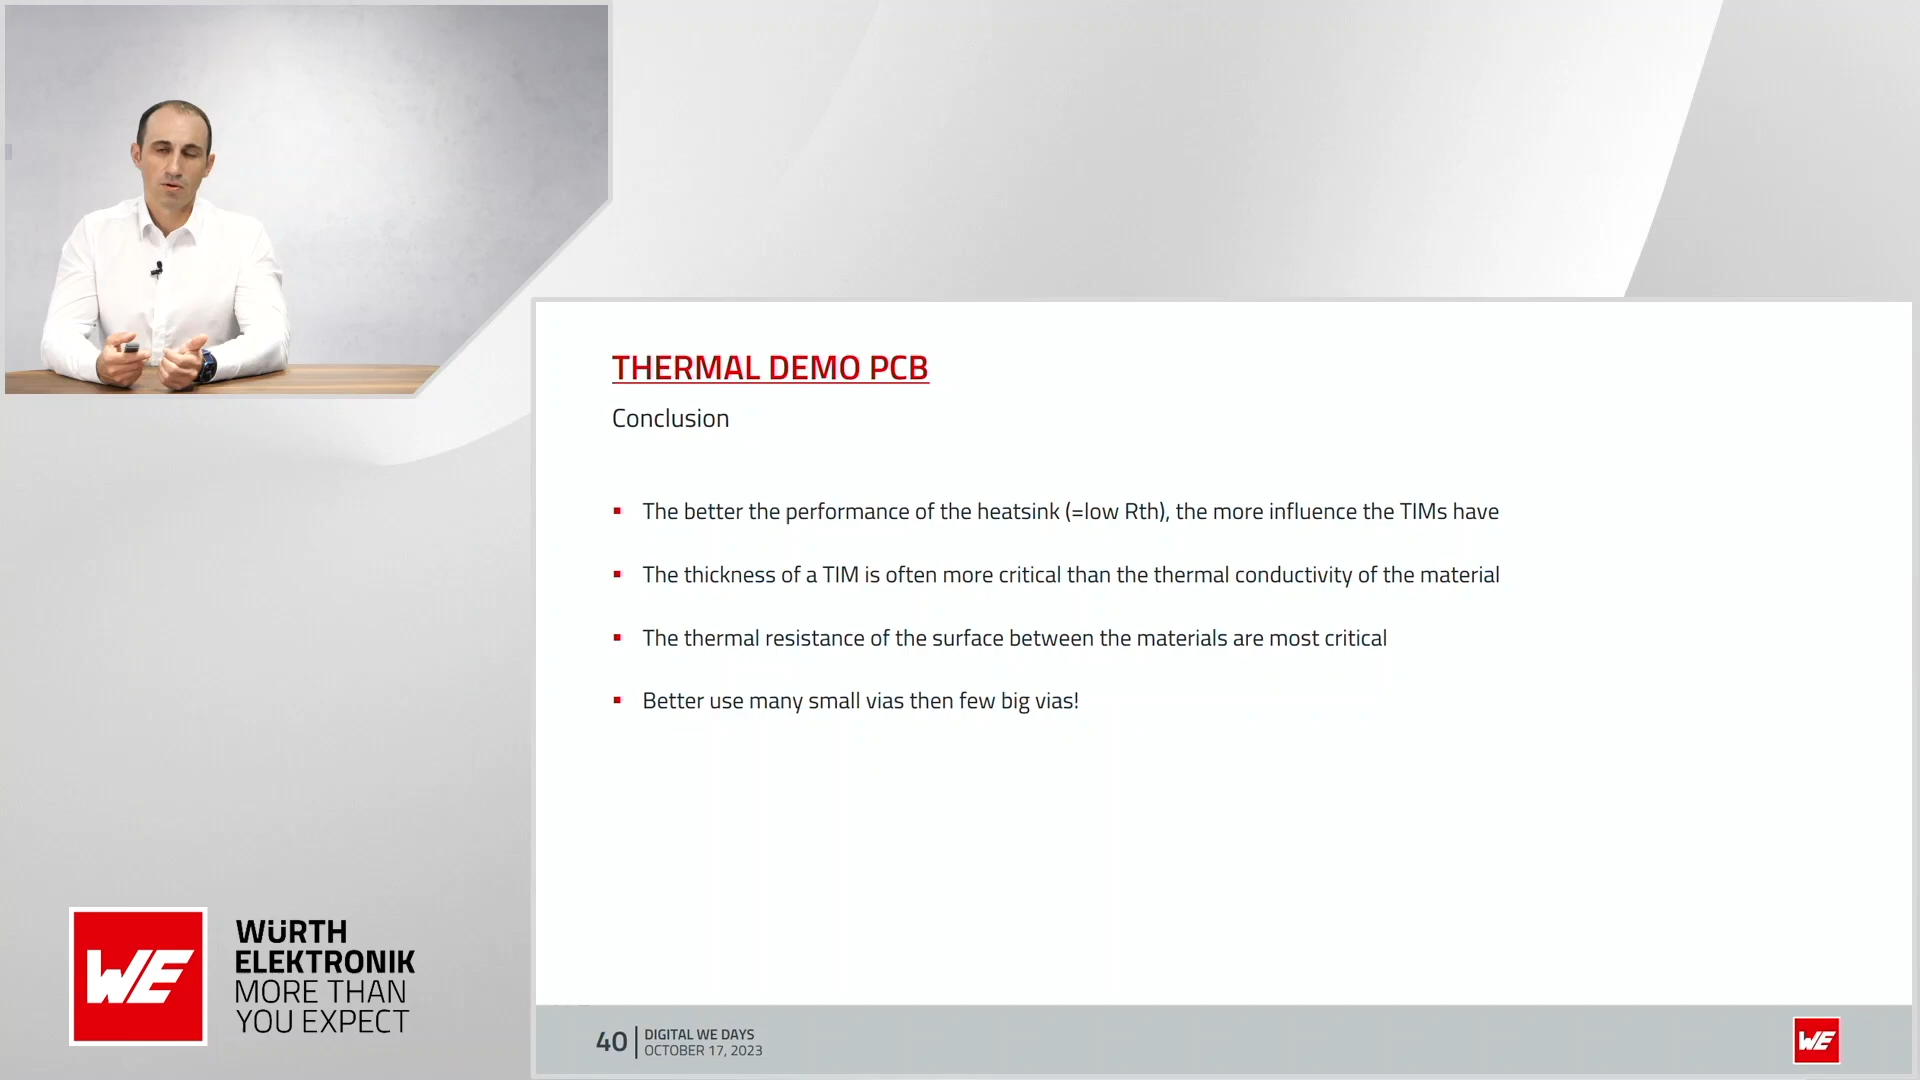 THERMAL DEMO PCB
Conclusion
▪ The better the performance of the heatsink (=low Rth), the more influence the TIMs have
▪ The thickness of a TIM is often more critical than the thermal conductivity of the material
▪ The thermal resistance of the surface between the materials are most critical
▪ Better use many small vias then few big vias!
WE
WÜRTH
ELEKTRONIK
MORE THAN
YOU EXPECT
40
DIGITAL WE DAYS
OCTOBER 17, 2023
WE